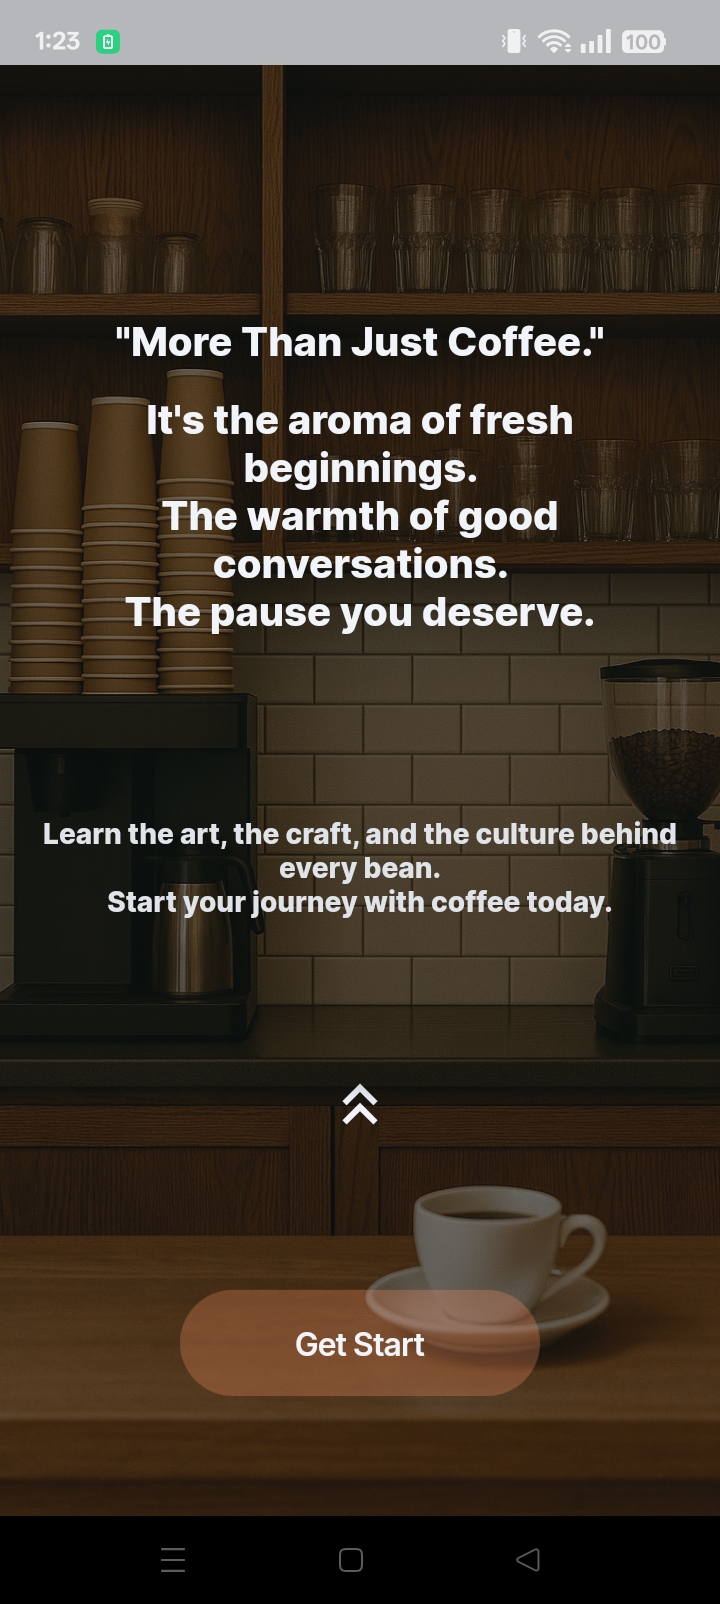 1:23
100
"More Than Just Coffee."
It's the aroma of fresh
beginnings.
The warmth of good
conversations.
The pause you deserve.
Learn the art, the craft, and the culture behind
every bean.
Start your journey with coffee today.
Get Start